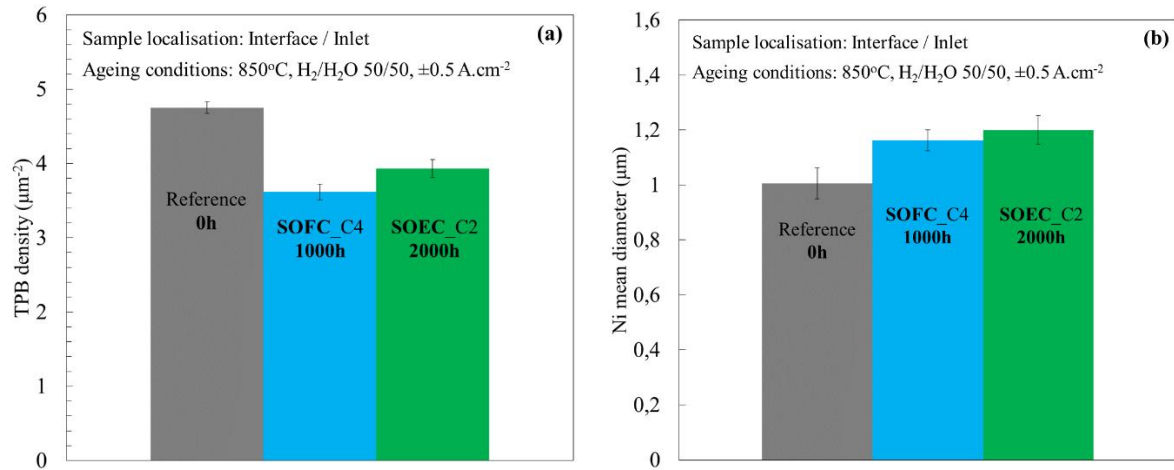 (a)
Sample localisation: Interface / Inlet
Ageing conditions: 850°C, H₂/H₂O 50/50, ±0.5 A.cm⁻²
TPB density (µm⁻²)
6
5
4
3
2
1
0
Reference
0h
SOFC_C4
1000h
SOEC_C2
2000h
(b)
Sample localisation: Interface / Inlet
Ageing conditions: 850°C, H₂/H₂O 50/50, ±0.5 A.cm⁻²
Ni mean diameter (µm)
1,6
1,4
1,2
1
0,8
0,6
0,4
0,2
0
Reference
0h
SOFC_C4
1000h
SOEC_C2
2000h